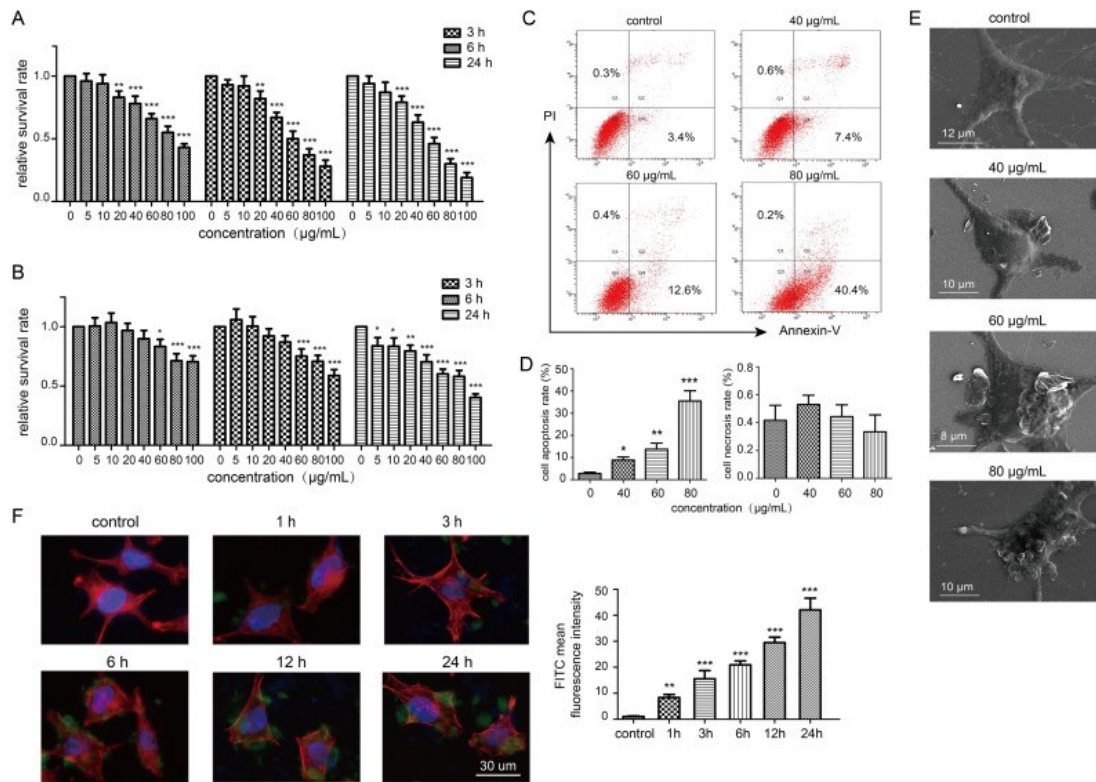 A
3 h
6 h
24 h
relative survival rate
1.0
0.5
0.0
** *** *** *** ***
** *** *** *** ***
*** *** *** *** ***
0 5 10 20 40 60 80 100
0 5 10 20 40 60 80 100
0 5 10 20 40 60 80 100
concentration (μg/mL)
B
3 h
6 h
24 h
relative survival rate
1.0
0.5
0.0
* *** ***
*** *** ***
* * ** *** *** *** ***
0 5 10 20 40 60 80 100
0 5 10 20 40 60 80 100
0 5 10 20 40 60 80 100
concentration (μg/mL)
C
control
40 μg/mL
0.3%
0.6%
PI
3.4%
7.4%
60 μg/mL
80 μg/mL
0.4%
0.2%
12.6%
40.4%
Annexin-V
D
cell apoptosis rate (%)
50
40
30
20
10
0
*
**
***
0 40 60 80
cell necrosis rate (%)
0.8
0.6
0.4
0.2
0.0
0 40 60 80
concentration (μg/mL)
E
control
12 μm
40 μg/mL
10 μm
60 μg/mL
8 μm
80 μg/mL
10 μm
F
control
1 h
3 h
6 h
12 h
24 h
30 um
FITC mean
fluorescence intensity
50
40
30
20
10
0
**
***
***
***
***
control 1h 3h 6h 12h 24h